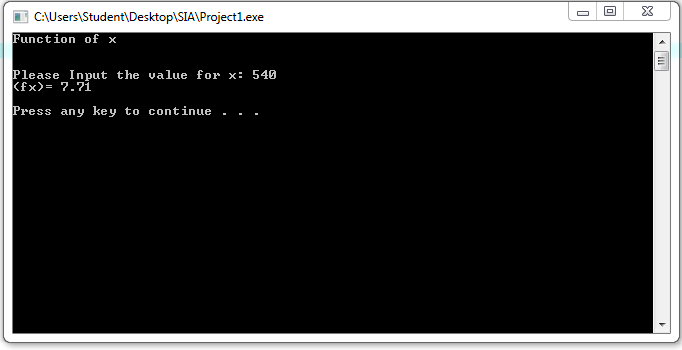 C:\Users\Student\Desktop\SIA\Project1.exe
Function of x
Please Input the value for x: 540
(fx)= 7.71
Press any key to continue . . .